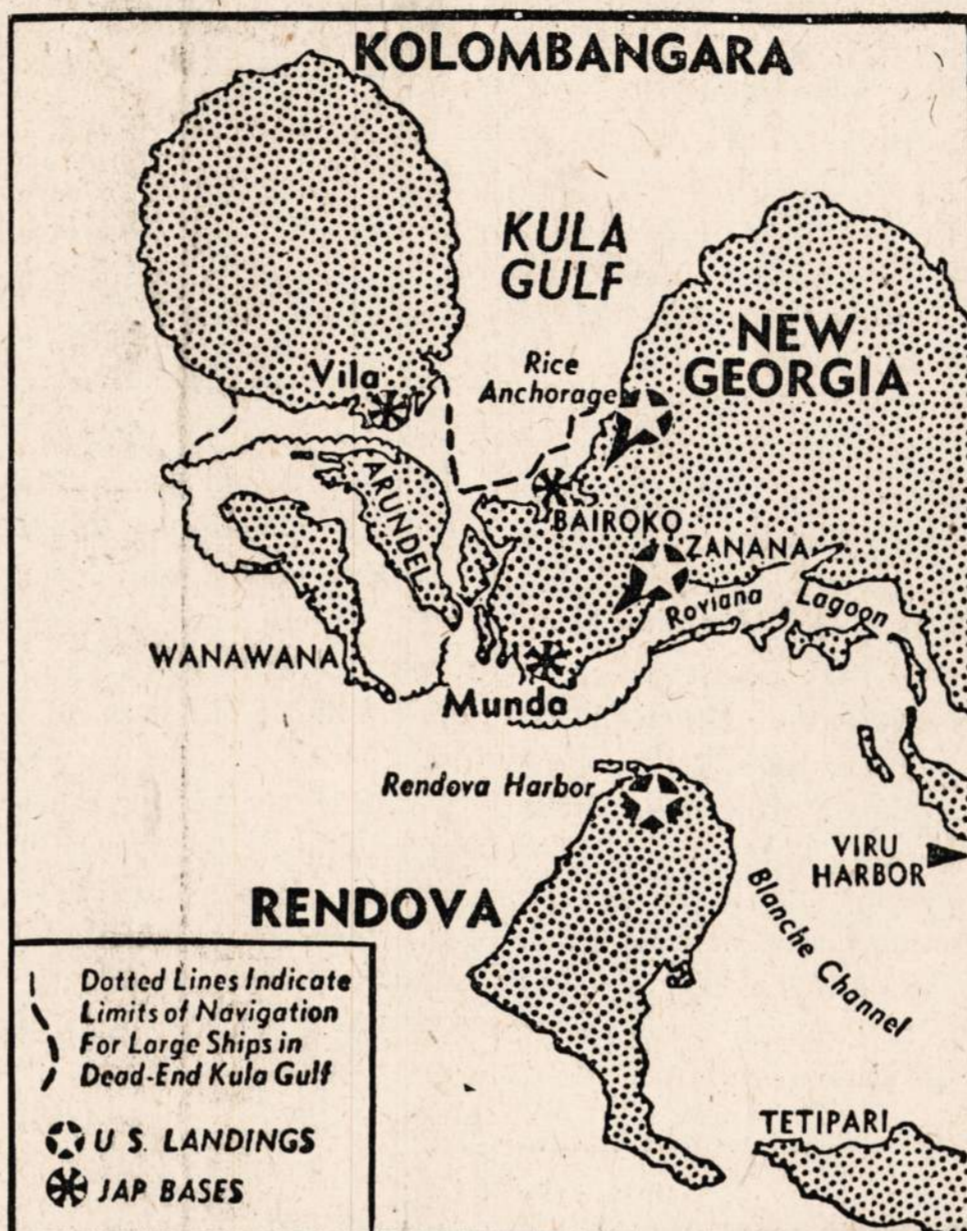 KOLOMBANGARA
KULA
GULF
NEW
GEORGIA
Rice
Anchorage
Vila
ARUNDEL
BAIROKO
ZANANA
Roviana Lagoon
WANAWANA
Munda
Rendova Harbor
VIRU
HARBOR
RENDOVA
Blanche Channel
TETIPARI
Dotted Lines Indicate
Limits of Navigation
For Large Ships in
Dead-End Kula Gulf
U S. LANDINGS
JAP BASES